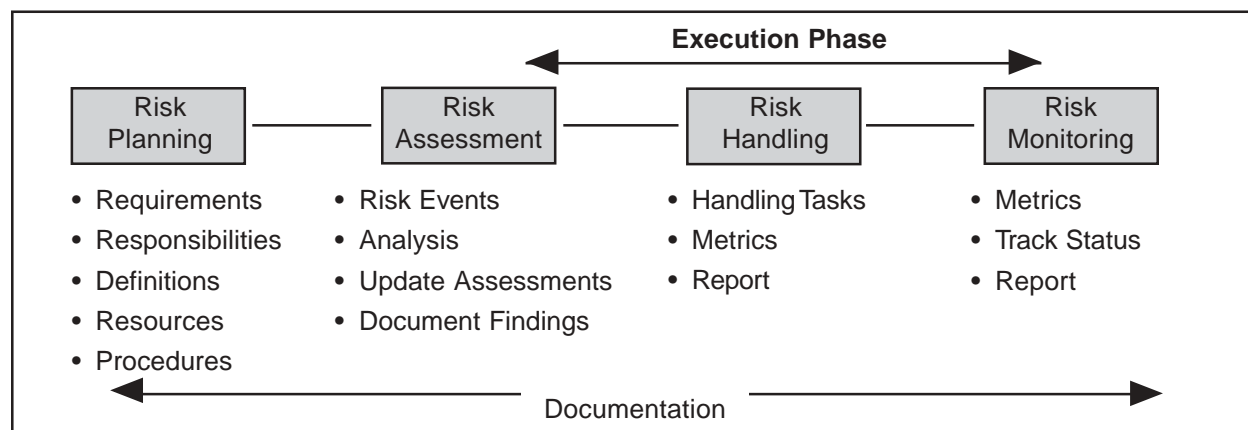 Execution Phase
Risk
Planning
Risk
Assessment
Risk
Handling
Risk
Monitoring
• Requirements
• Responsibilities
• Definitions
• Resources
• Procedures
• Risk Events
• Analysis
• Update Assessments
• Document Findings
• Handling Tasks
• Metrics
• Report
• Metrics
• Track Status
• Report
Documentation